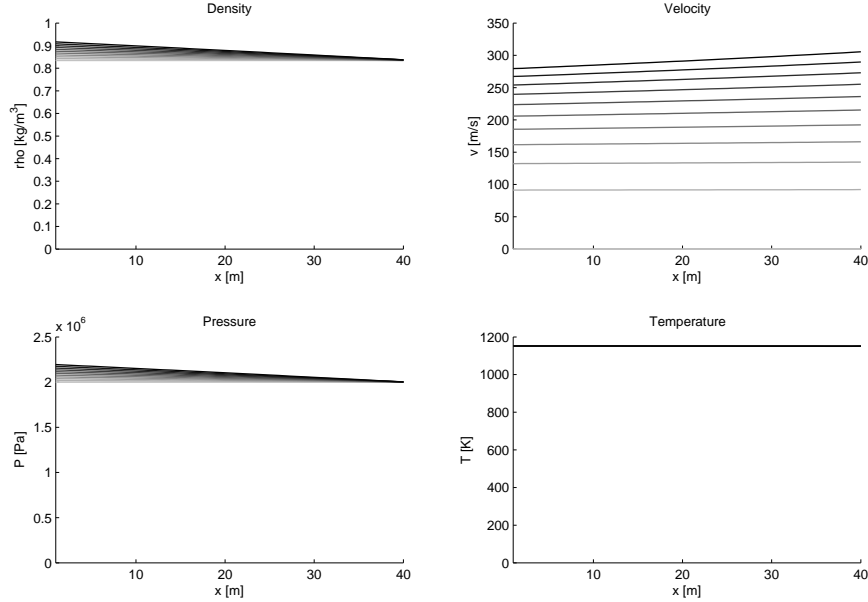 Density
1
0.9
0.8
0.7
0.6
0.5
0.4
0.3
0.2
0.1
0
rho [kg/m³]
10 20 30 40
x [m]
Velocity
350
300
250
200
150
100
50
0
v [m/s]
10 20 30 40
x [m]
Pressure
x 10⁶
2.5
2
1.5
1
0.5
0
P [Pa]
10 20 30 40
x [m]
Temperature
1200
1000
800
600
400
200
0
T [K]
10 20 30 40
x [m]